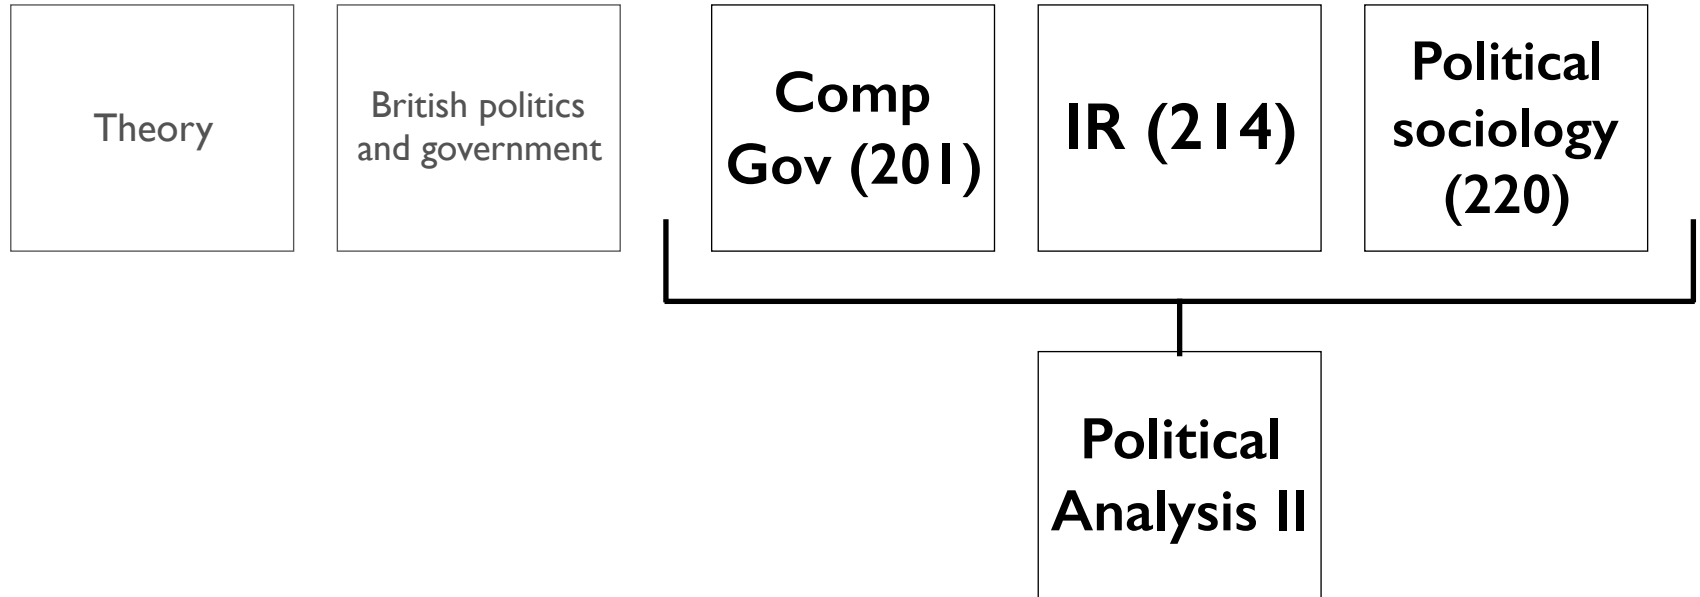 Theory
British politics
and government
Comp
Gov (201)
IR (214)
Political
sociology
(220)
Political
Analysis II